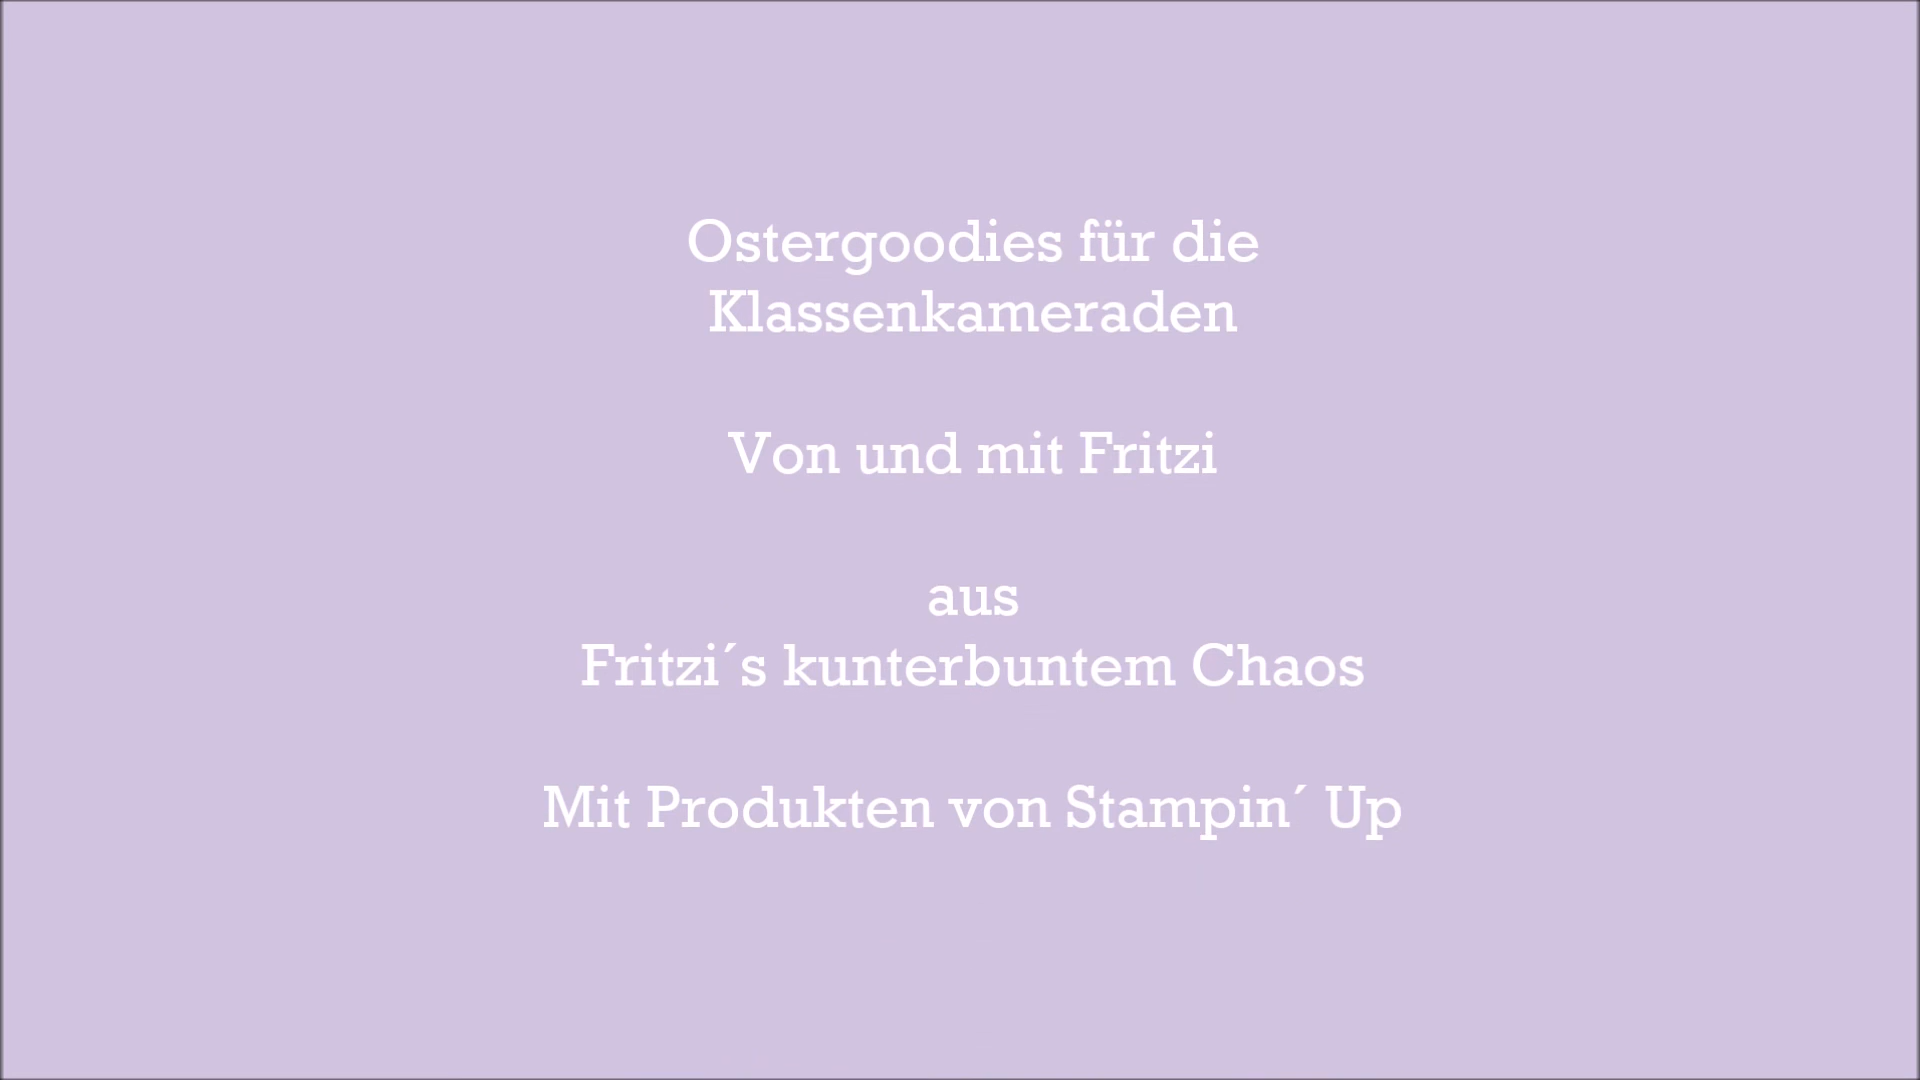 Ostergoodies für die
Klassenkameraden
Von und mit Fritzi
aus
Fritzi´s kunterbuntem Chaos
Mit Produkten von Stampin´ Up